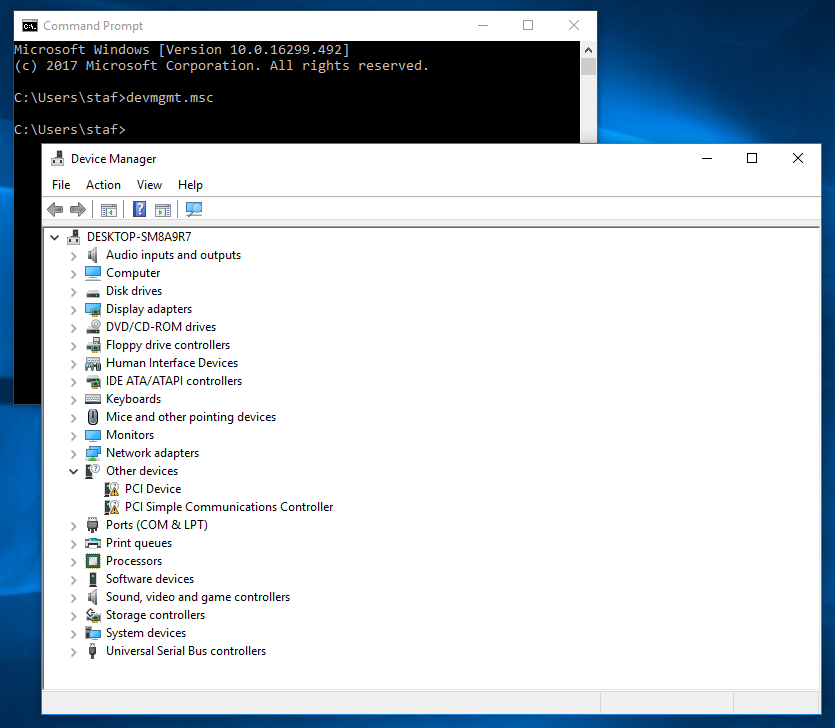 Command Prompt
Microsoft Windows [Version 10.0.16299.492]
(c) 2017 Microsoft Corporation. All rights reserved.
C:\Users\staf>devmgmt.msc
C:\Users\staf>
Device Manager
File Action View Help
DESKTOP-SM8A9R7
Audio inputs and outputs
Computer
Disk drives
Display adapters
DVD/CD-ROM drives
Floppy drive controllers
Human Interface Devices
IDE ATA/ATAPI controllers
Keyboards
Mice and other pointing devices
Monitors
Network adapters
Other devices
PCI Device
PCI Simple Communications Controller
Ports (COM & LPT)
Print queues
Processors
Software devices
Sound, video and game controllers
Storage controllers
System devices
Universal Serial Bus controllers